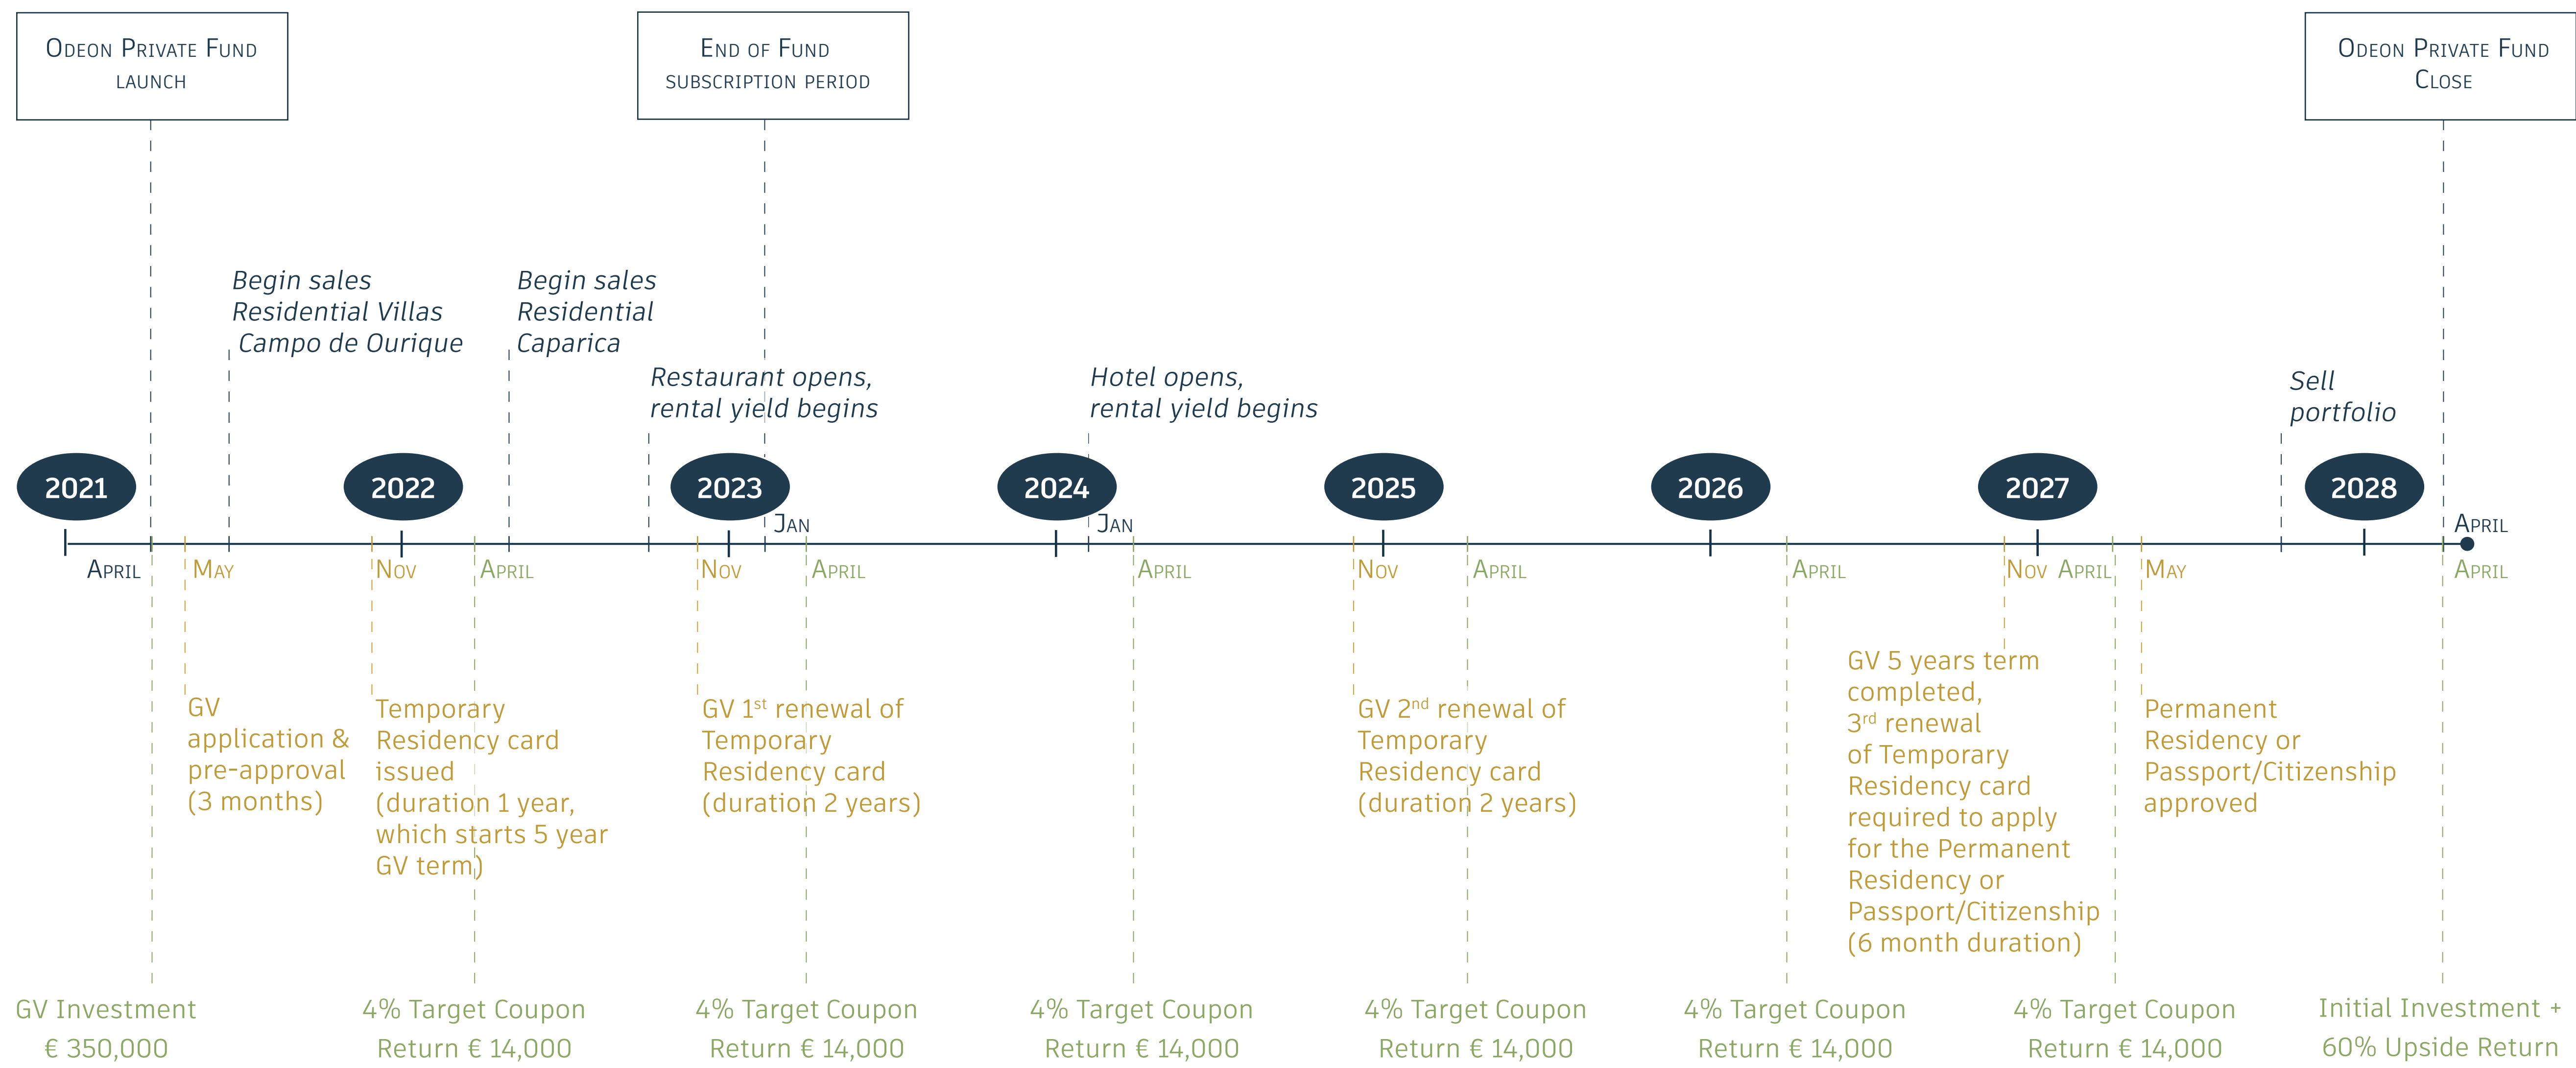 Odeon Private Fund
launch
End of Fund
subscription period
Odeon Private Fund
Close
Begin sales
Residential Villas
Campo de Ourique
Begin sales
Residential
Caparica
Restaurant opens,
rental yield begins
Hotel opens,
rental yield begins
Sell
portfolio
2021
2022
2023
2024
2025
2026
2027
2028
Jan
Jan
April
April
May
Nov
April
Nov
April
April
Nov
April
April
Nov
April
May
April
GV
application &
pre-approval
(3 months)
Temporary
Residency card
issued
(duration 1 year,
which starts 5 year
GV term)
GV 1st renewal of
Temporary
Residency card
(duration 2 years)
GV 2nd renewal of
Temporary
Residency card
(duration 2 years)
GV 5 years term
completed,
3rd renewal
of Temporary
Residency card
required to apply
for the Permanent
Residency or
Passport/Citizenship
(6 month duration)
Permanent
Residency or
Passport/Citizenship
approved
GV Investment
€ 350,000
4% Target Coupon
Return € 14,000
4% Target Coupon
Return € 14,000
4% Target Coupon
Return € 14,000
4% Target Coupon
Return € 14,000
4% Target Coupon
Return € 14,000
4% Target Coupon
Return € 14,000
Initial Investment +
60% Upside Return